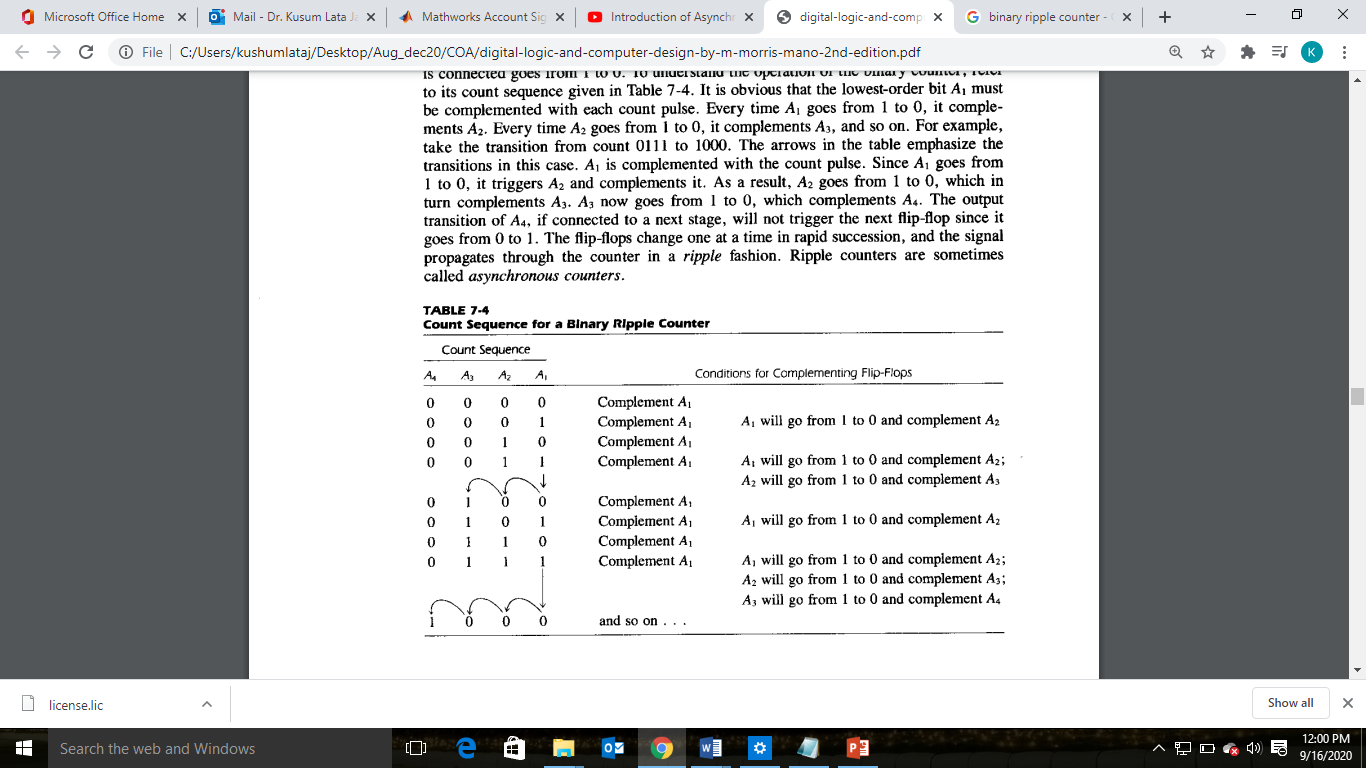 Microsoft Office Home
Mail - Dr. Kusum Lata J
Mathworks Account Sig
Introduction of Asynchr
digital-logic-and-comp
binary ripple counter -
File | C:/Users/kushumlataj/Desktop/Aug_dec20/COA/digital-logic-and-computer-design-by-m-morris-mano-2nd-edition.pdf
K
is connected goes from 1 to 0. To understand the operation of the binary counter, refer
to its count sequence given in Table 7-4. It is obvious that the lowest-order bit A₁ must
be complemented with each count pulse. Every time A₁ goes from 1 to 0, it comple-
ments A₂. Every time A₂ goes from 1 to 0, it complements A₃, and so on. For example,
take the transition from count 0111 to 1000. The arrows in the table emphasize the
transitions in this case. A₁ is complemented with the count pulse. Since A₁ goes from
1 to 0, it triggers A₂ and complements it. As a result, A₂ goes from 1 to 0, which in
turn complements A₃. A₃ now goes from 1 to 0, which complements A₄. The output
transition of A₄, if connected to a next stage, will not trigger the next flip-flop since it
goes from 0 to 1. The flip-flops change one at a time in rapid succession, and the signal
propagates through the counter in a ripple fashion. Ripple counters are sometimes
called asynchronous counters.
TABLE 7-4
Count Sequence for a Binary Ripple Counter
Count Sequence
A₄ A₃ A₂ A₁ Conditions for Complementing Flip-Flops
0 0 0 0 Complement A₁
0 0 0 1 Complement A₁ A₁ will go from 1 to 0 and complement A₂
0 0 1 0 Complement A₁
0 0 1 1 Complement A₁ A₁ will go from 1 to 0 and complement A₂;
A₂ will go from 1 to 0 and complement A₃
0 1 0 0 Complement A₁
0 1 0 1 Complement A₁ A₁ will go from 1 to 0 and complement A₂
0 1 1 0 Complement A₁
0 1 1 1 Complement A₁ A₁ will go from 1 to 0 and complement A₂;
A₂ will go from 1 to 0 and complement A₃;
A₃ will go from 1 to 0 and complement A₄
1 0 0 0 and so on . . .
license.lic
Show all
Search the web and Windows
12:00 PM
9/16/2020